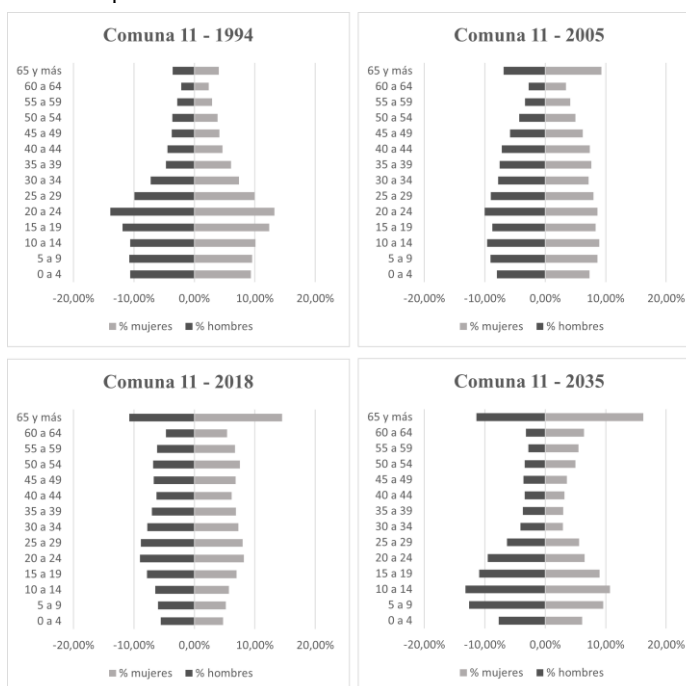 Comuna 11 - 1994
65 y más
60 a 64
55 a 59
50 a 54
45 a 49
40 a 44
35 a 39
30 a 34
25 a 29
20 a 24
15 a 19
10 a 14
5 a 9
0 a 4
-20,00% -10,00% 0,00% 10,00% 20,00%
% mujeres % hombres
Comuna 11 - 2005
65 y más
60 a 64
55 a 59
50 a 54
45 a 49
40 a 44
35 a 39
30 a 34
25 a 29
20 a 24
15 a 19
10 a 14
5 a 9
0 a 4
-20,00% -10,00% 0,00% 10,00% 20,00%
% mujeres % hombres
Comuna 11 - 2018
65 y más
60 a 64
55 a 59
50 a 54
45 a 49
40 a 44
35 a 39
30 a 34
25 a 29
20 a 24
15 a 19
10 a 14
5 a 9
0 a 4
-20,00% -10,00% 0,00% 10,00% 20,00%
% mujeres % hombres
Comuna 11 - 2035
65 y más
60 a 64
55 a 59
50 a 54
45 a 49
40 a 44
35 a 39
30 a 34
25 a 29
20 a 24
15 a 19
10 a 14
5 a 9
0 a 4
-20,00% -10,00% 0,00% 10,00% 20,00%
% mujeres % hombres